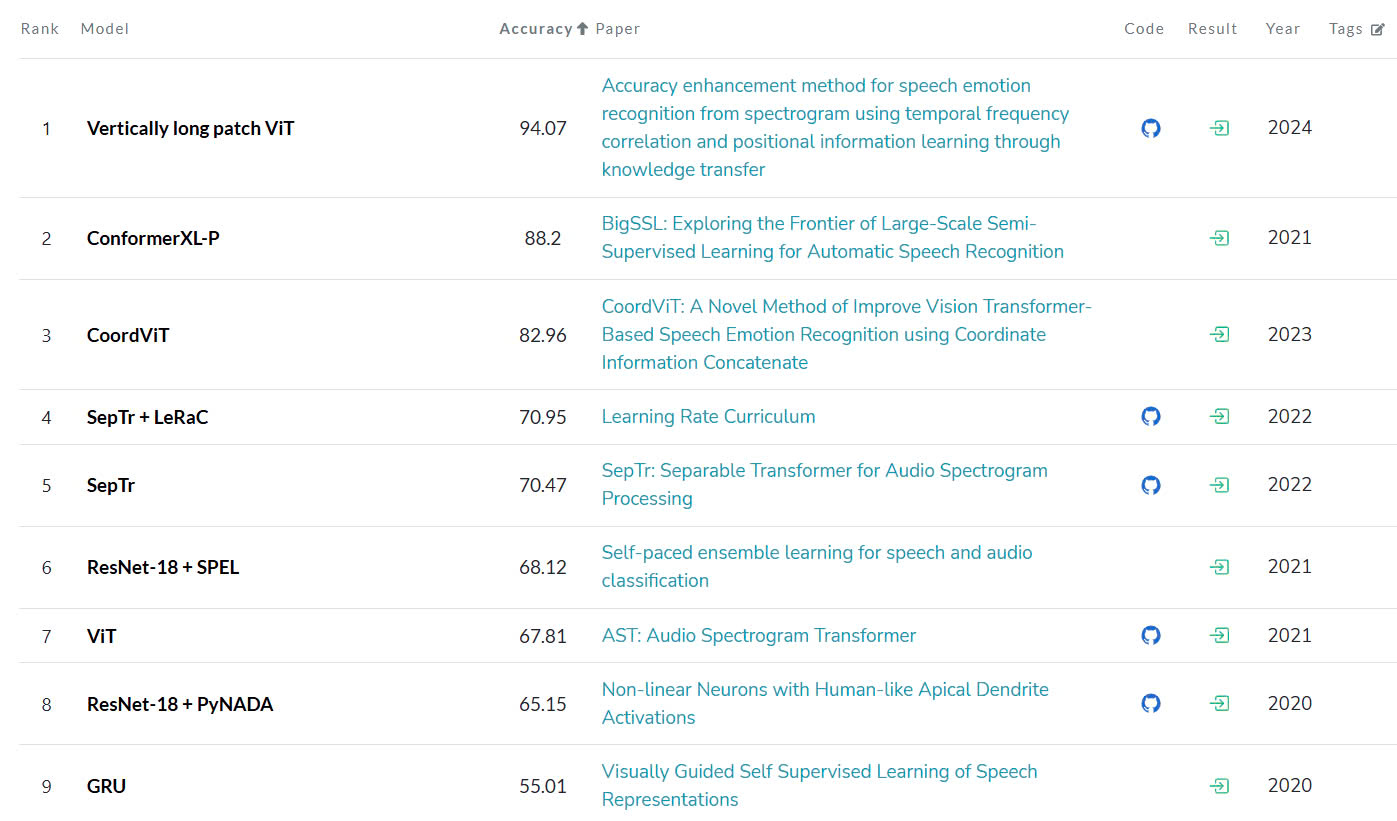 Rank Model Accuracy Paper Code Result Year Tags
Accuracy enhancement method for speech emotion
recognition from spectrogram using temporal frequency
1 Vertically long patch ViT 94.07 2024
correlation and positional information learning through
knowledge transfer
BigSSL: Exploring the Frontier of Large-Scale Semi-
2 ConformerXL-P 88.2 2021
Supervised Learning for Automatic Speech Recognition
CoordViT: A Novel Method of Improve Vision Transformer-
3 CoordViT 82.96 Based Speech Emotion Recognition using Coordinate 2023
Information Concatenate
4 SepTr + LeRaC 70.95 Learning Rate Curriculum 2022
SepTr: Separable Transformer for Audio Spectrogram
5 SepTr 70.47 2022
Processing
Self-paced ensemble learning for speech and audio
6 ResNet-18 + SPEL 68.12 2021
classification
7 ViT 67.81 AST: Audio Spectrogram Transformer 2021
Non-linear Neurons with Human-like Apical Dendrite
8 ResNet-18 + PyNADA 65.15 2020
Activations
Visually Guided Self Supervised Learning of Speech
9 GRU 55.01 2020
Representations